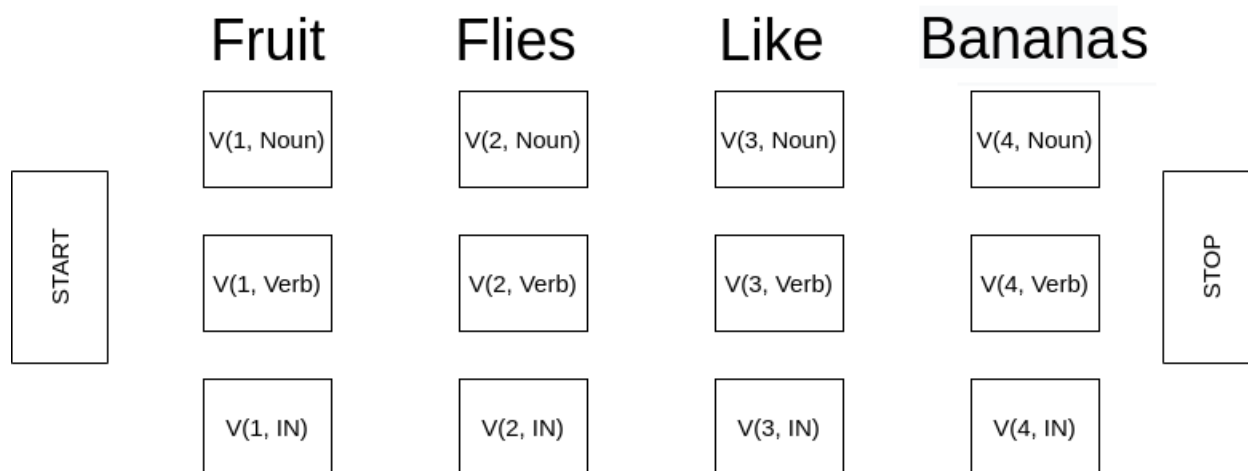 Fruit Flies Like Bananas
V(1, Noun) V(2, Noun) V(3, Noun) V(4, Noun)
START
V(1, Verb) V(2, Verb) V(3, Verb) V(4, Verb)
STOP
V(1, IN) V(2, IN) V(3, IN) V(4, IN)